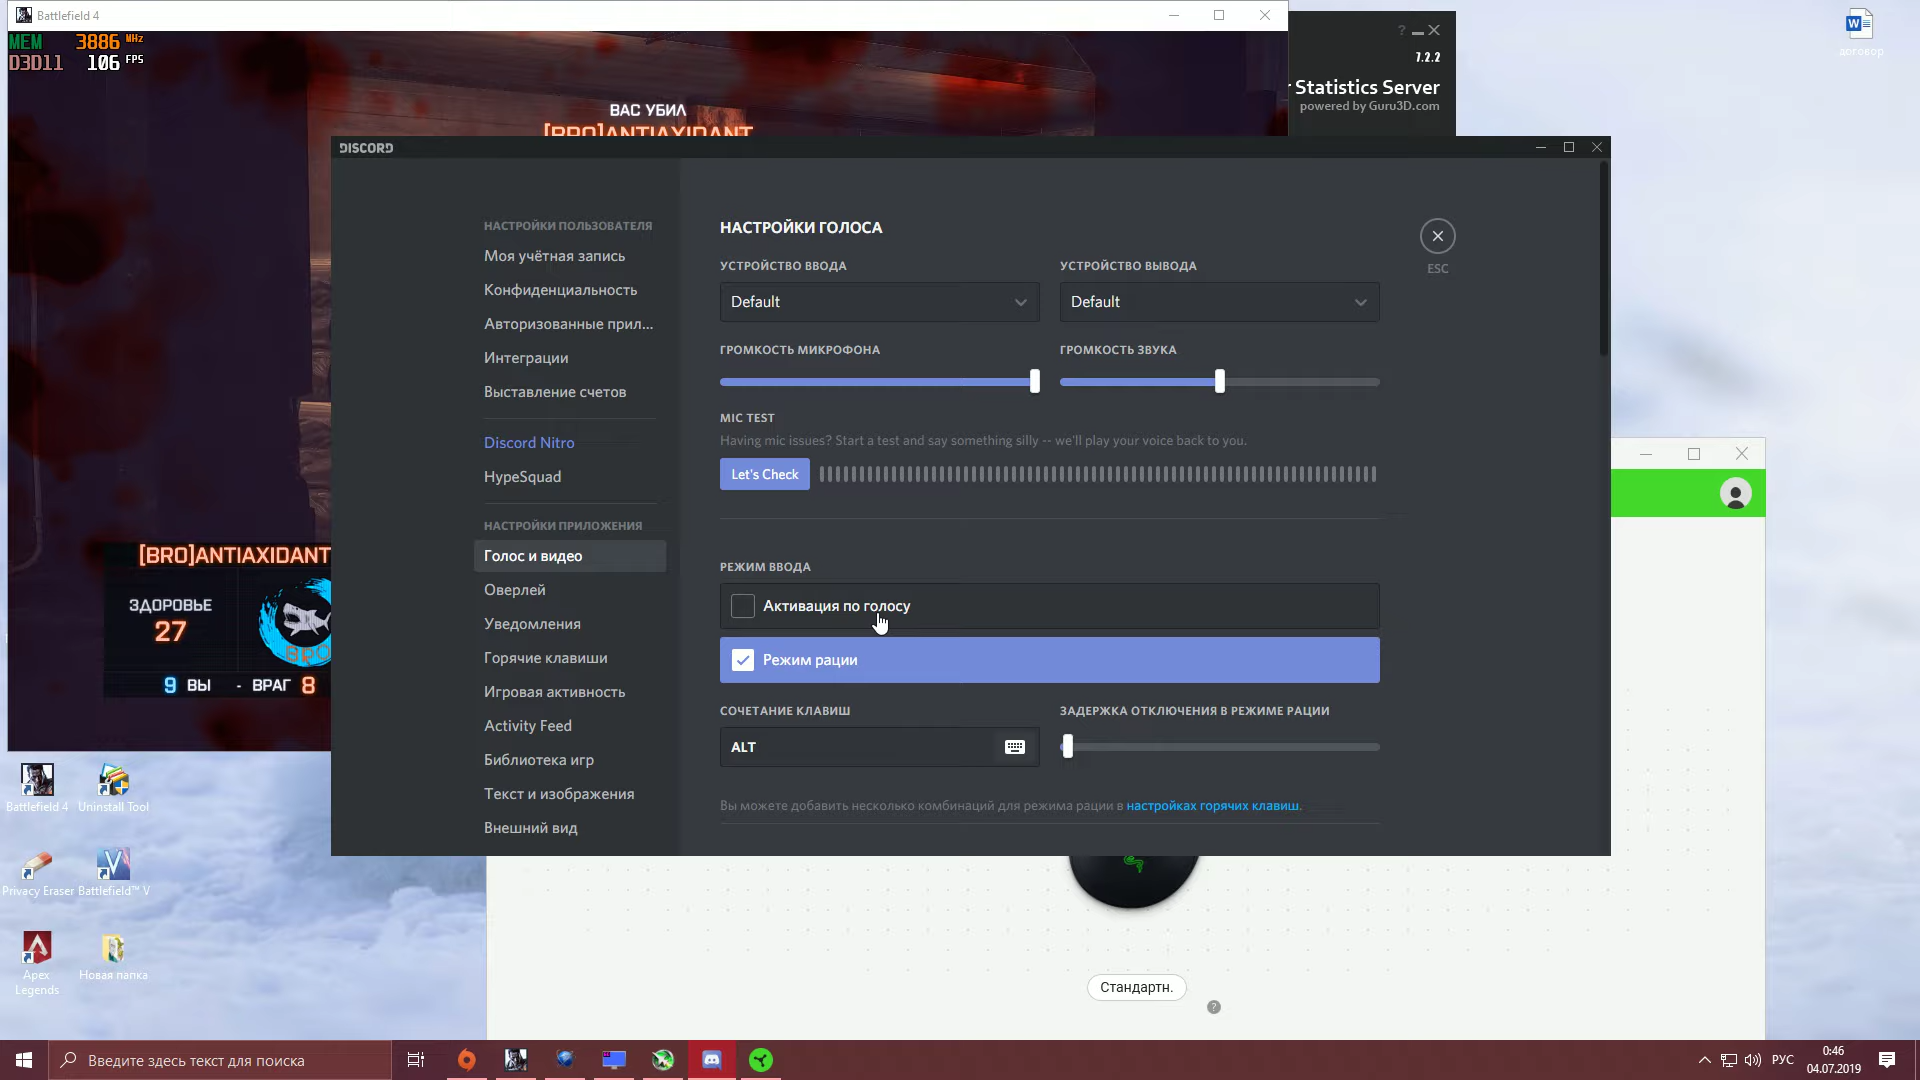 Battlefield 4
MEM 3886 MHz
D3D11 106 FPS
ВАС УБИЛ
[BRO]ANTIAXIDANT
7.2.2
Statistics Server
powered by Guru3D.com
договор
DISCORD
НАСТРОЙКИ ПОЛЬЗОВАТЕЛЯ
Моя учётная запись
Конфиденциальность
Авторизованные прил...
Интеграции
Выставление счетов
Discord Nitro
HypeSquad
НАСТРОЙКИ ПРИЛОЖЕНИЯ
Голос и видео
Оверлей
Уведомления
Горячие клавиши
Игровая активность
Activity Feed
Библиотека игр
Текст и изображения
Внешний вид
НАСТРОЙКИ ГОЛОСА
ESC
УСТРОЙСТВО ВВОДА
Default
УСТРОЙСТВО ВЫВОДА
Default
ГРОМКОСТЬ МИКРОФОНА
ГРОМКОСТЬ ЗВУКА
MIC TEST
Having mic issues? Start a test and say something silly -- we'll play your voice back to you.
Let's Check
РЕЖИМ ВВОДА
Активация по голосу
Режим рации
СОЧЕТАНИЕ КЛАВИШ
ALT
ЗАДЕРЖКА ОТКЛЮЧЕНИЯ В РЕЖИМЕ РАЦИИ
Вы можете добавить несколько комбинаций для режима рации в настройках горячих клавиш.
[BRO]ANTIAXIDANT
ЗДОРОВЬЕ
27
BRO
9 ВЫ - ВРАГ 8
Battlefield 4
Uninstall Tool
Privacy Eraser
Battlefield™ V
Apex Legends
Новая папка
Стандартн.
?
Введите здесь текст для поиска
РУС
0:46
04.07.2019